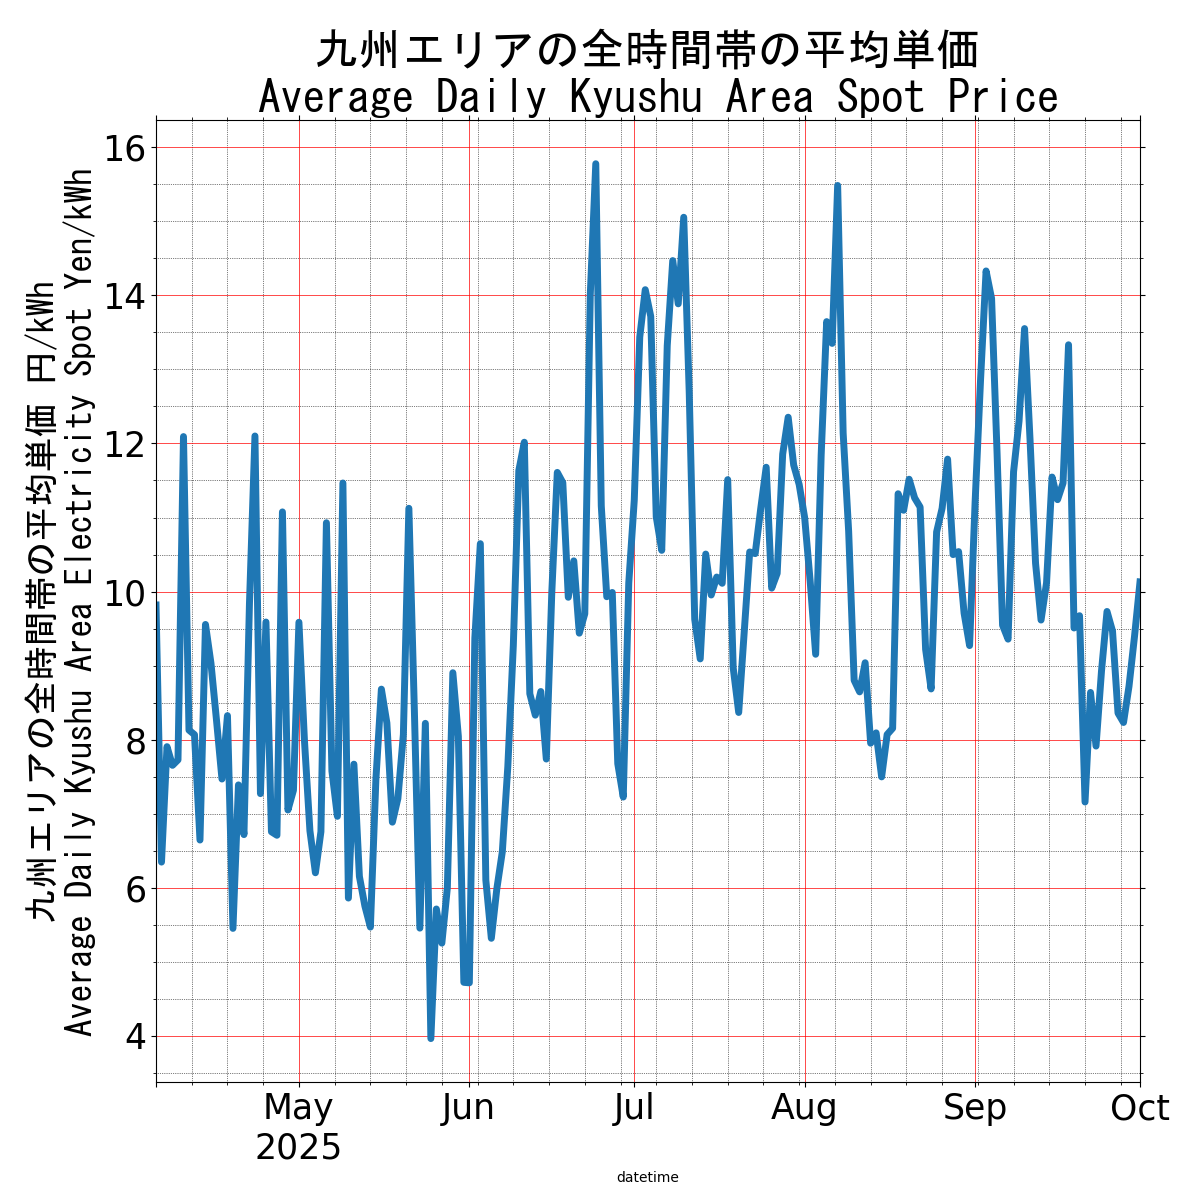 九州エリアの全時間帯の平均単価
Average Daily Kyushu Area Spot Price
九州エリアの全時間帯の平均単価 円/kWh
Average Daily Kyushu Area Electricity Spot Yen/kWh
16
14
12
10
8
6
4
May
2025
Jun
Jul
Aug
Sep
Oct
datetime